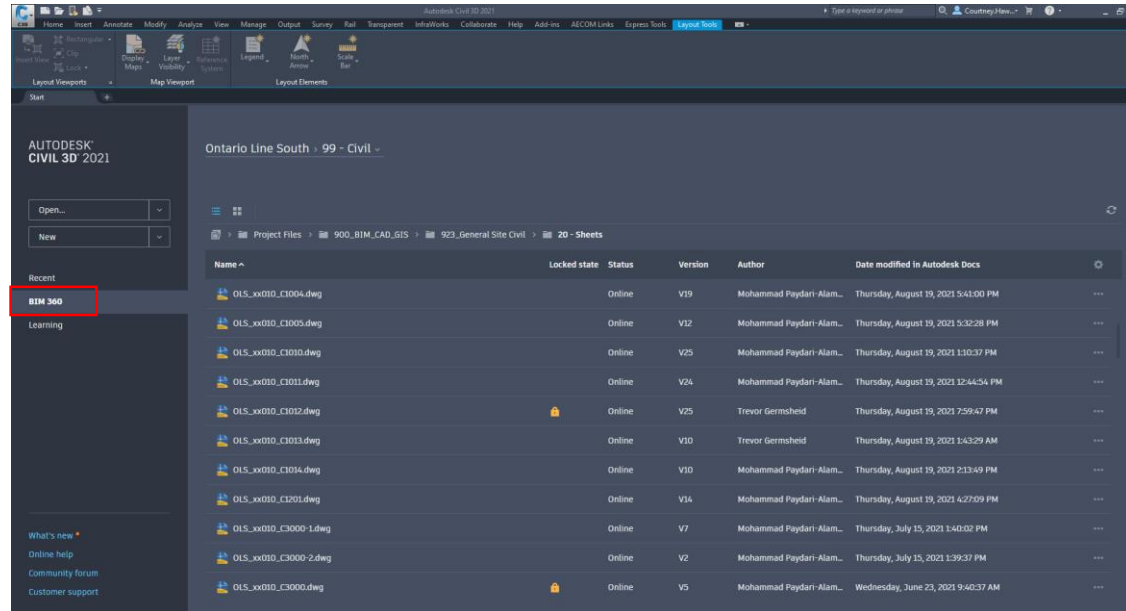 Autodesk Civil 3D 2021 Type a keyword or phrase Courtney.Haw...
C3D Home Insert Annotate Modify Analyze View Manage Output Survey Rail Transparent InfraWorks Collaborate Help Add-ins AECOM Links Express Tools Layout Tools
Rectangular
Insert View Clip
Lock
Display Maps
Layer Visibility
Reference System
Legend
North Arrow
Scale Bar
Layout Viewports Map Viewport Layout Elements
Start
AUTODESK®
CIVIL 3D® 2021
Ontario Line South › 99 - Civil
Open...
New
Recent
BIM 360
Learning
What's new *
Online help
Community forum
Customer support
Project Files › 900_BIM_CAD_GIS › 923_General Site Civil › 20 - Sheets
Name Locked state Status Version Author Date modified in Autodesk Docs
OLS_xx010_C1004.dwg Online V19 Mohammad Paydari-Alam... Thursday, August 19, 2021 5:41:00 PM
OLS_xx010_C1005.dwg Online V12 Mohammad Paydari-Alam... Thursday, August 19, 2021 5:32:28 PM
OLS_xx010_C1010.dwg Online V25 Mohammad Paydari-Alam... Thursday, August 19, 2021 1:10:37 PM
OLS_xx010_C1011.dwg Online V24 Mohammad Paydari-Alam... Thursday, August 19, 2021 12:44:54 PM
OLS_xx010_C1012.dwg Online V25 Trevor Germsheid Thursday, August 19, 2021 7:59:47 PM
OLS_xx010_C1013.dwg Online V10 Trevor Germsheid Thursday, August 19, 2021 1:43:29 AM
OLS_xx010_C1014.dwg Online V10 Mohammad Paydari-Alam... Thursday, August 19, 2021 2:13:49 PM
OLS_xx010_C1201.dwg Online V14 Mohammad Paydari-Alam... Thursday, August 19, 2021 4:27:09 PM
OLS_xx010_C3000-1.dwg Online V7 Mohammad Paydari-Alam... Thursday, July 15, 2021 1:40:02 PM
OLS_xx010_C3000-2.dwg Online V2 Mohammad Paydari-Alam... Thursday, July 15, 2021 1:39:37 PM
OLS_xx010_C3000.dwg Online V5 Mohammad Paydari-Alam... Wednesday, June 23, 2021 9:40:37 AM